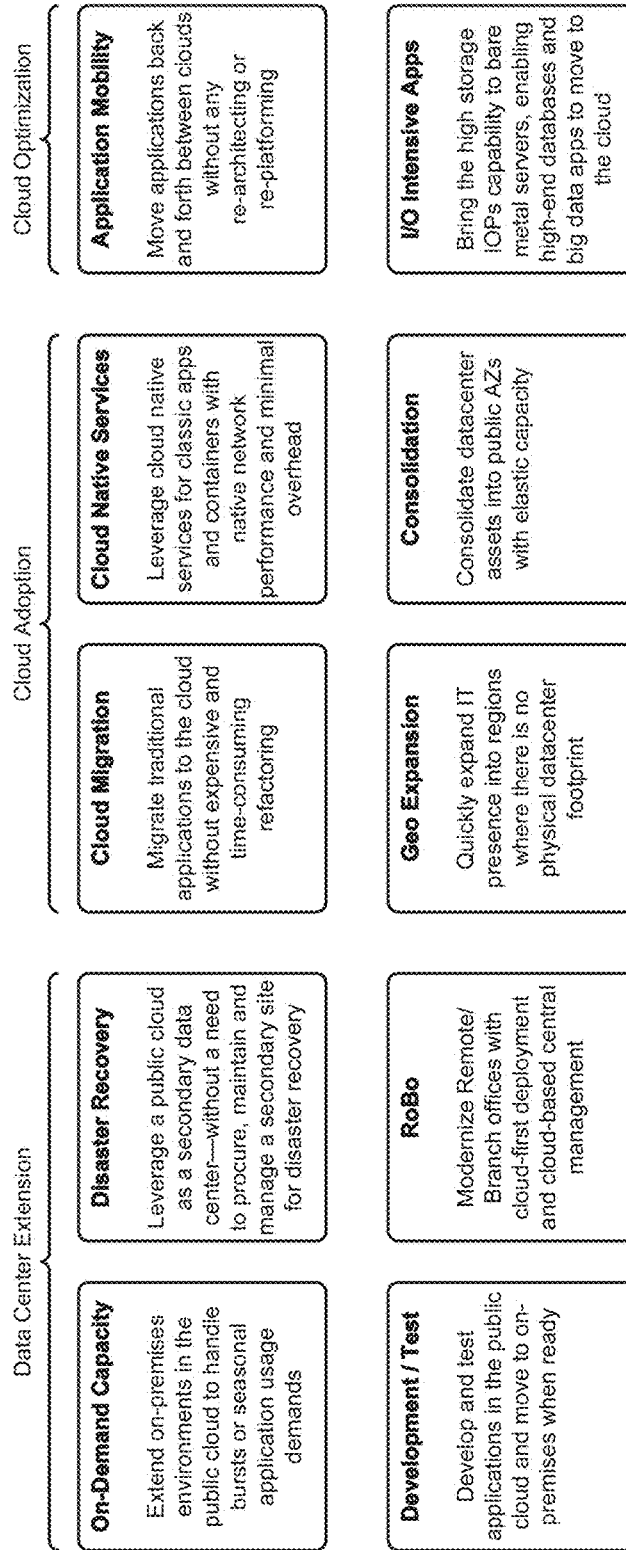 Data Center Extension
On-Demand Capacity
Extend on-premises
environments in the
public cloud to handle
bursts or seasonal
application usage
demands
Disaster Recovery
Leverage a public cloud
as a secondary data
center—without a need
to procure, maintain and
manage a secondary site
for disaster recovery
Development / Test
Develop and test
applications in the public
cloud and move to on-
premises when ready
RoBo
Modernize Remote/
Branch offices with
cloud-first deployment
and cloud-based central
management
Cloud Adoption
Cloud Migration
Migrate traditional
applications to the cloud
without expensive and
time-consuming
refactoring
Cloud Native Services
Leverage cloud native
services for classic apps
and containers with
native network
performance and minimal
overhead
Geo Expansion
Quickly expand IT
presence into regions
where there is no
physical datacenter
footprint
Consolidation
Consolidate datacenter
assets into public AZs
with elastic capacity
Cloud Optimization
Application Mobility
Move applications back
and forth between clouds
without any
re-architecting or
re-platforming
I/O Intensive Apps
Bring the high storage
IOPs capability to bare
metal servers, enabling
high-end databases and
big data apps to move to
the cloud